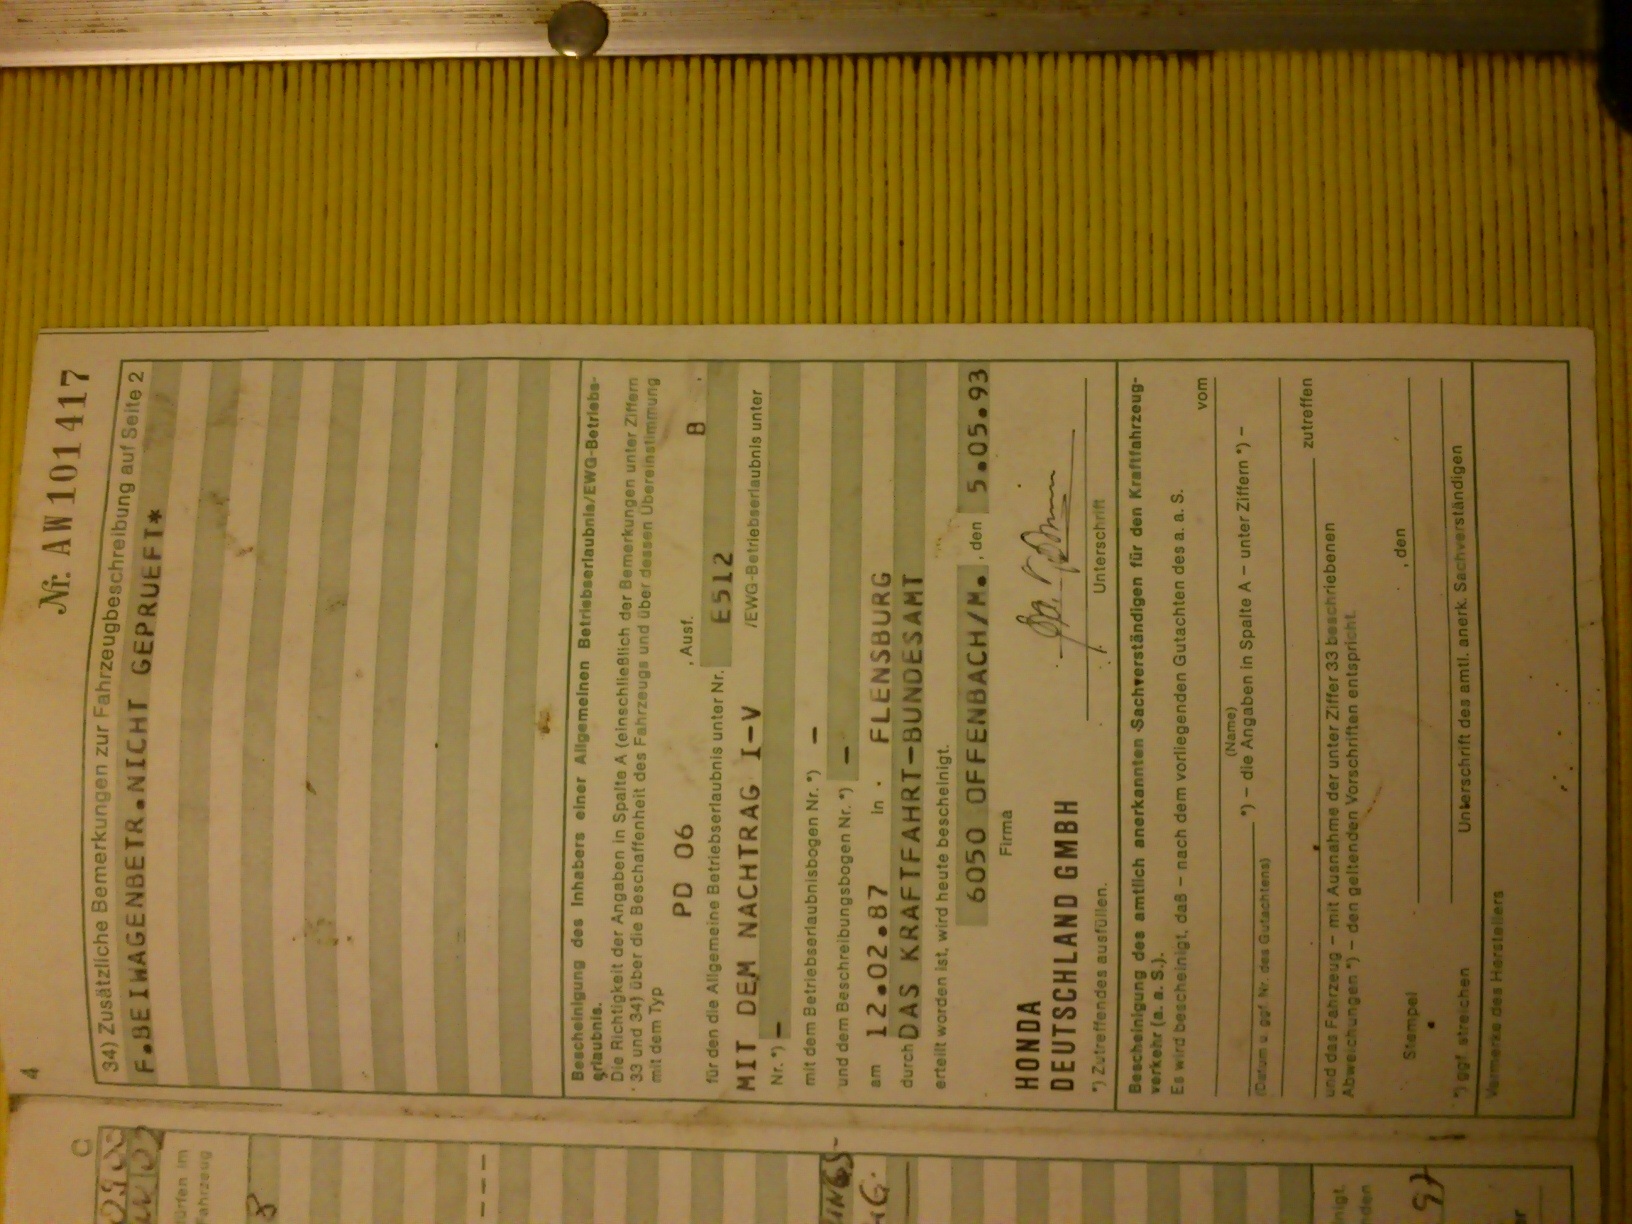 4
Nr. AW101417
34) Zusätzliche Bemerkungen zur Fahrzeugbeschreibung auf Seite 2
F.BEIWAGENBETR.NICHT GEPRUEFT*
Bescheinigung des Inhabers einer Allgemeinen Betriebserlaubnis/EWG-Betriebs-
erlaubnis.
Die Richtigkeit der Angaben in Spalte A (einschließlich der Bemerkungen unter Ziffern
33 und 34) über die Beschaffenheit des Fahrzeugs und über dessen Übereinstimmung
mit dem Typ
PD 06 , Ausf. B
für den die Allgemeine Betriebserlaubnis unter Nr. E512
MIT DEM NACHTRAG I-V /EWG-Betriebserlaubnis unter
Nr. *) —
mit dem Betriebserlaubnisbogen Nr. *) —
und dem Beschreibungsbogen Nr. *) —
am 12.02.87 in FLENSBURG
durch DAS KRAFTFAHRT-BUNDESAMT
erteilt worden ist, wird heute bescheinigt.
6050 OFFENBACH/M. , den 5.05.93
Firma
HONDA
DEUTSCHLAND GMBH
Unterschrift
*) Zutreffendes ausfüllen.
Bescheinigung des amtlich anerkannten Sachverständigen für den Kraftfahrzeug-
verkehr (a. a. S.).
Es wird bescheinigt, daß – nach dem vorliegenden Gutachten des a. a. S.
vom
(Name)
*) – die Angaben in Spalte A – unter Ziffern *) –
(Datum u. ggf. Nr. des Gutachtens)
zutreffen
und das Fahrzeug – mit Ausnahme der unter Ziffer 33 beschriebenen
Abweichungen *) – den geltenden Vorschriften entspricht.
Stempel , den
*) ggf. streichen Unterschrift des amtl. anerk. Sachverständigen
Vermerke des Herstellers
C